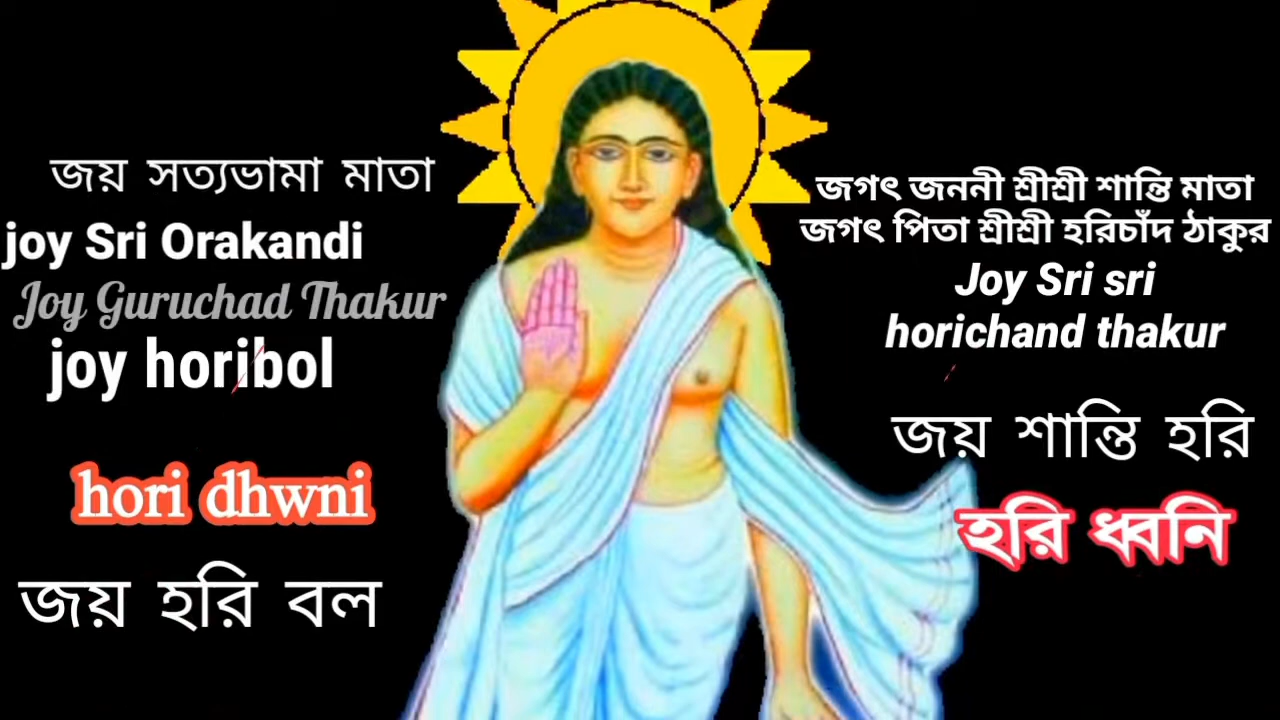 জয় সত্যভামা মাতা
joy Sri Orakandi
Joy Guruchad Thakur
joy horibol
hori dhwni
জয় হরি বল
জগৎ জননী শ্রীশ্রী শান্তি মাতা
জগৎ পিতা শ্রীশ্রী হরিচাঁদ ঠাকুর
Joy Sri sri
horichand thakur
জয় শান্তি হরি
হরি ধ্বনি